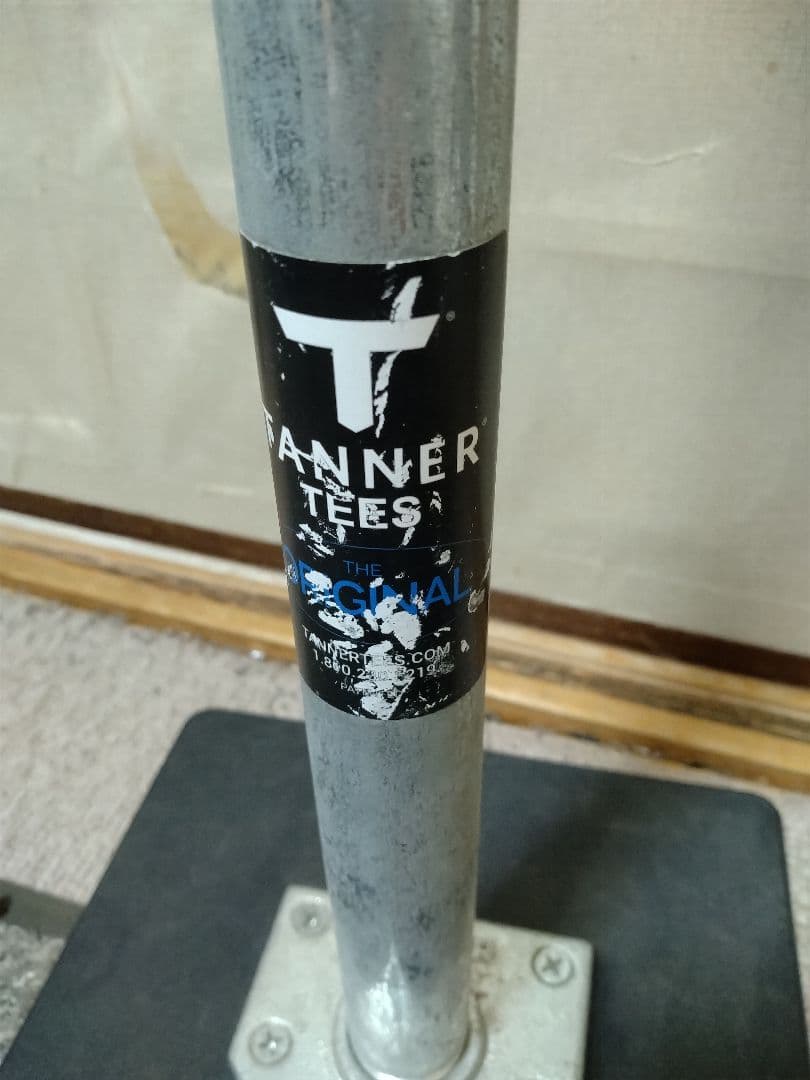 T®
TANNER®
TEES
THE
ORIGINAL
TANNERTEES.COM